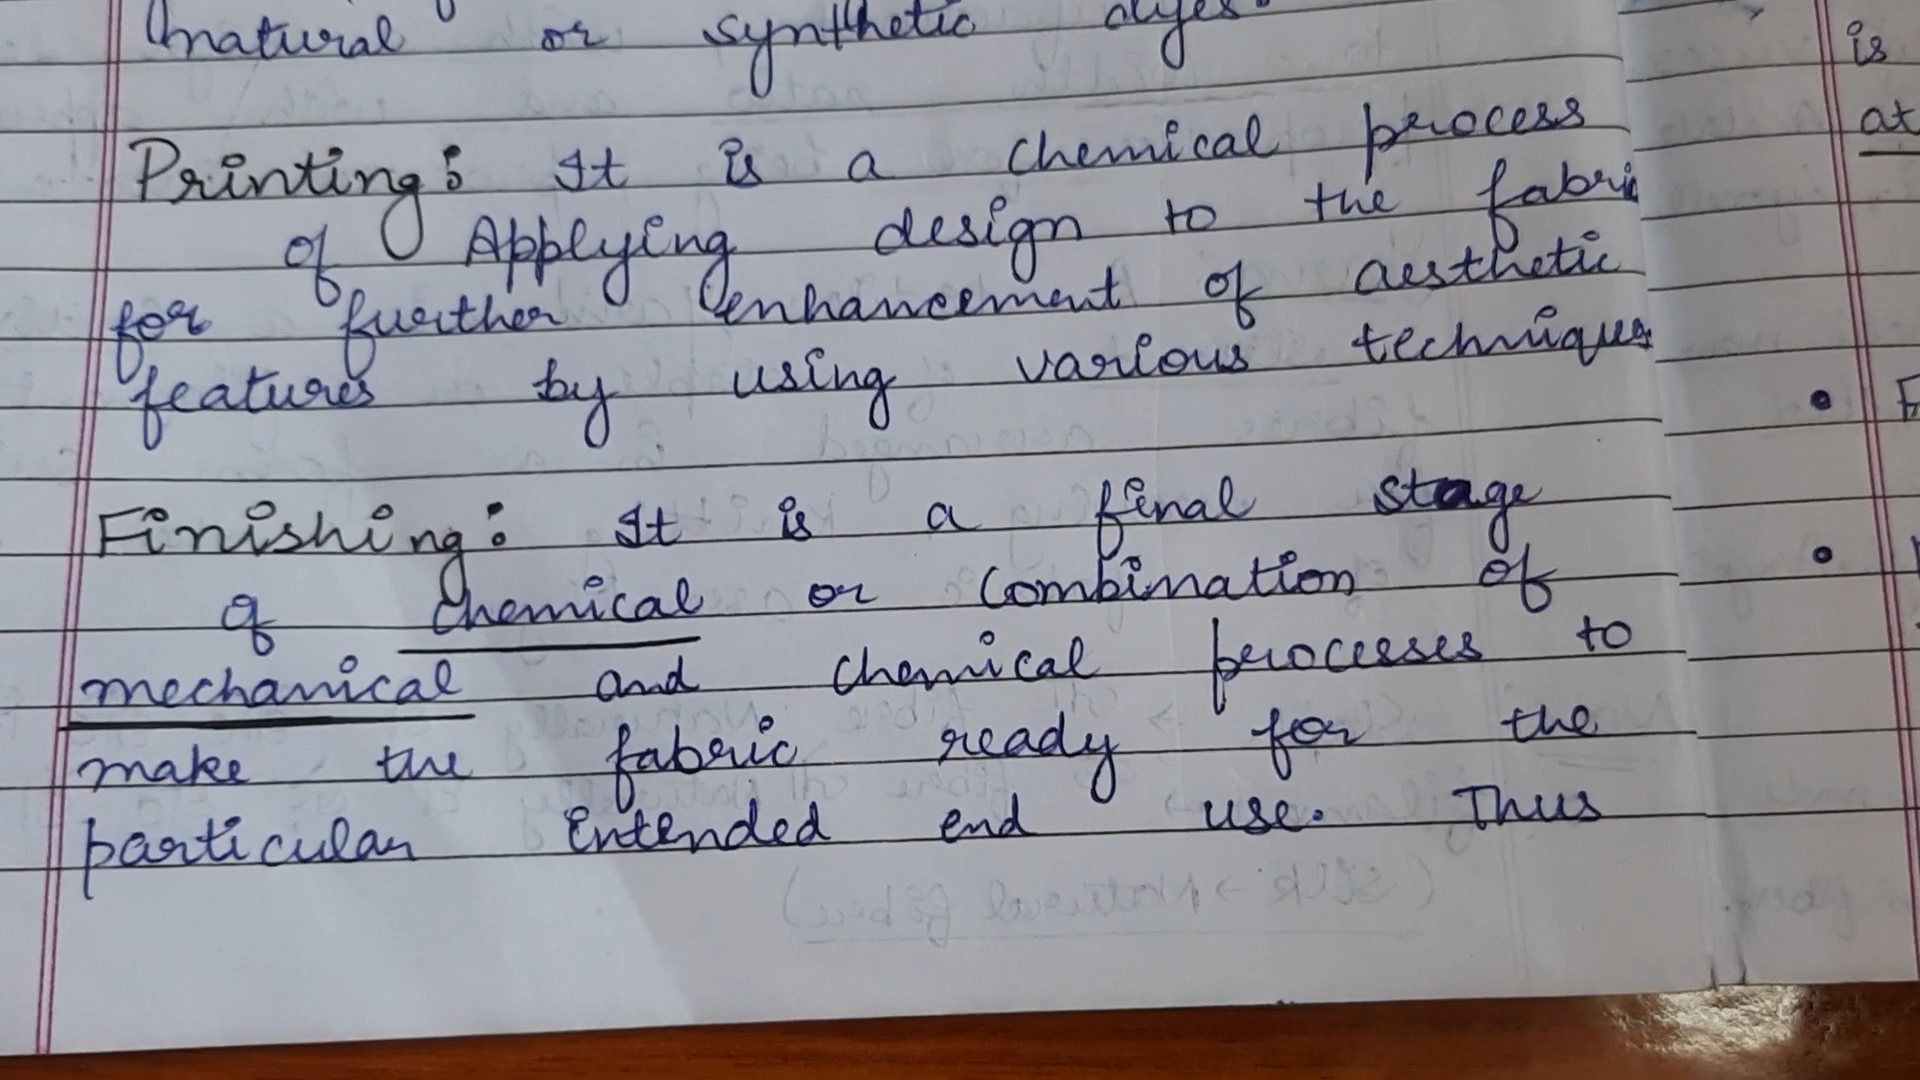 natural or synthetic dyes.
Printing: It is a chemical process
of Applying design to the fabric
for further enhancement of aesthetic
features by using various techniques
Finishing: It is a final stage
of chemical or Combination of
mechanical and chemical processes to
make the fabric ready for the
particular intended end use. Thus
is
at